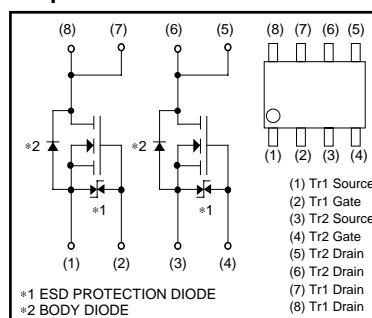 (8) (7) (6) (5)
(8) (7) (6) (5)
*2 *2
*1 *1
(1) (2) (3) (4)
(1) (2) (3) (4)
(1) Tr1 Source
(2) Tr1 Gate
(3) Tr2 Source
(4) Tr2 Gate
(5) Tr2 Drain
(6) Tr2 Drain
(7) Tr1 Drain
(8) Tr1 Drain
*1 ESD PROTECTION DIODE
*2 BODY DIODE